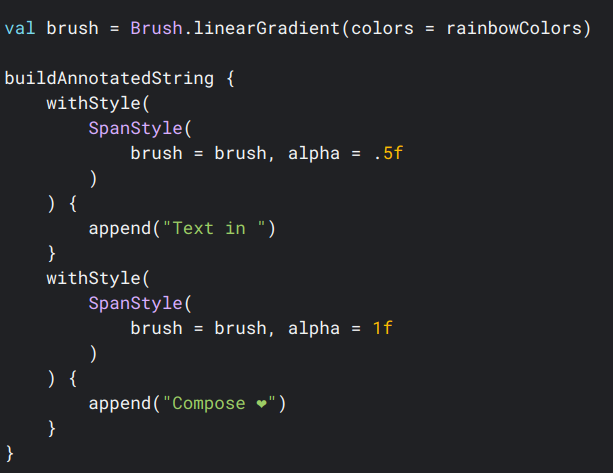 val brush = Brush.linearGradient(colors = rainbowColors)

buildAnnotatedString {
    withStyle(
        SpanStyle(
            brush = brush, alpha = .5f
        )
    ) {
        append("Text in ")
    }
    withStyle(
        SpanStyle(
            brush = brush, alpha = 1f
        )
    ) {
        append("Compose ❤")
    }
}